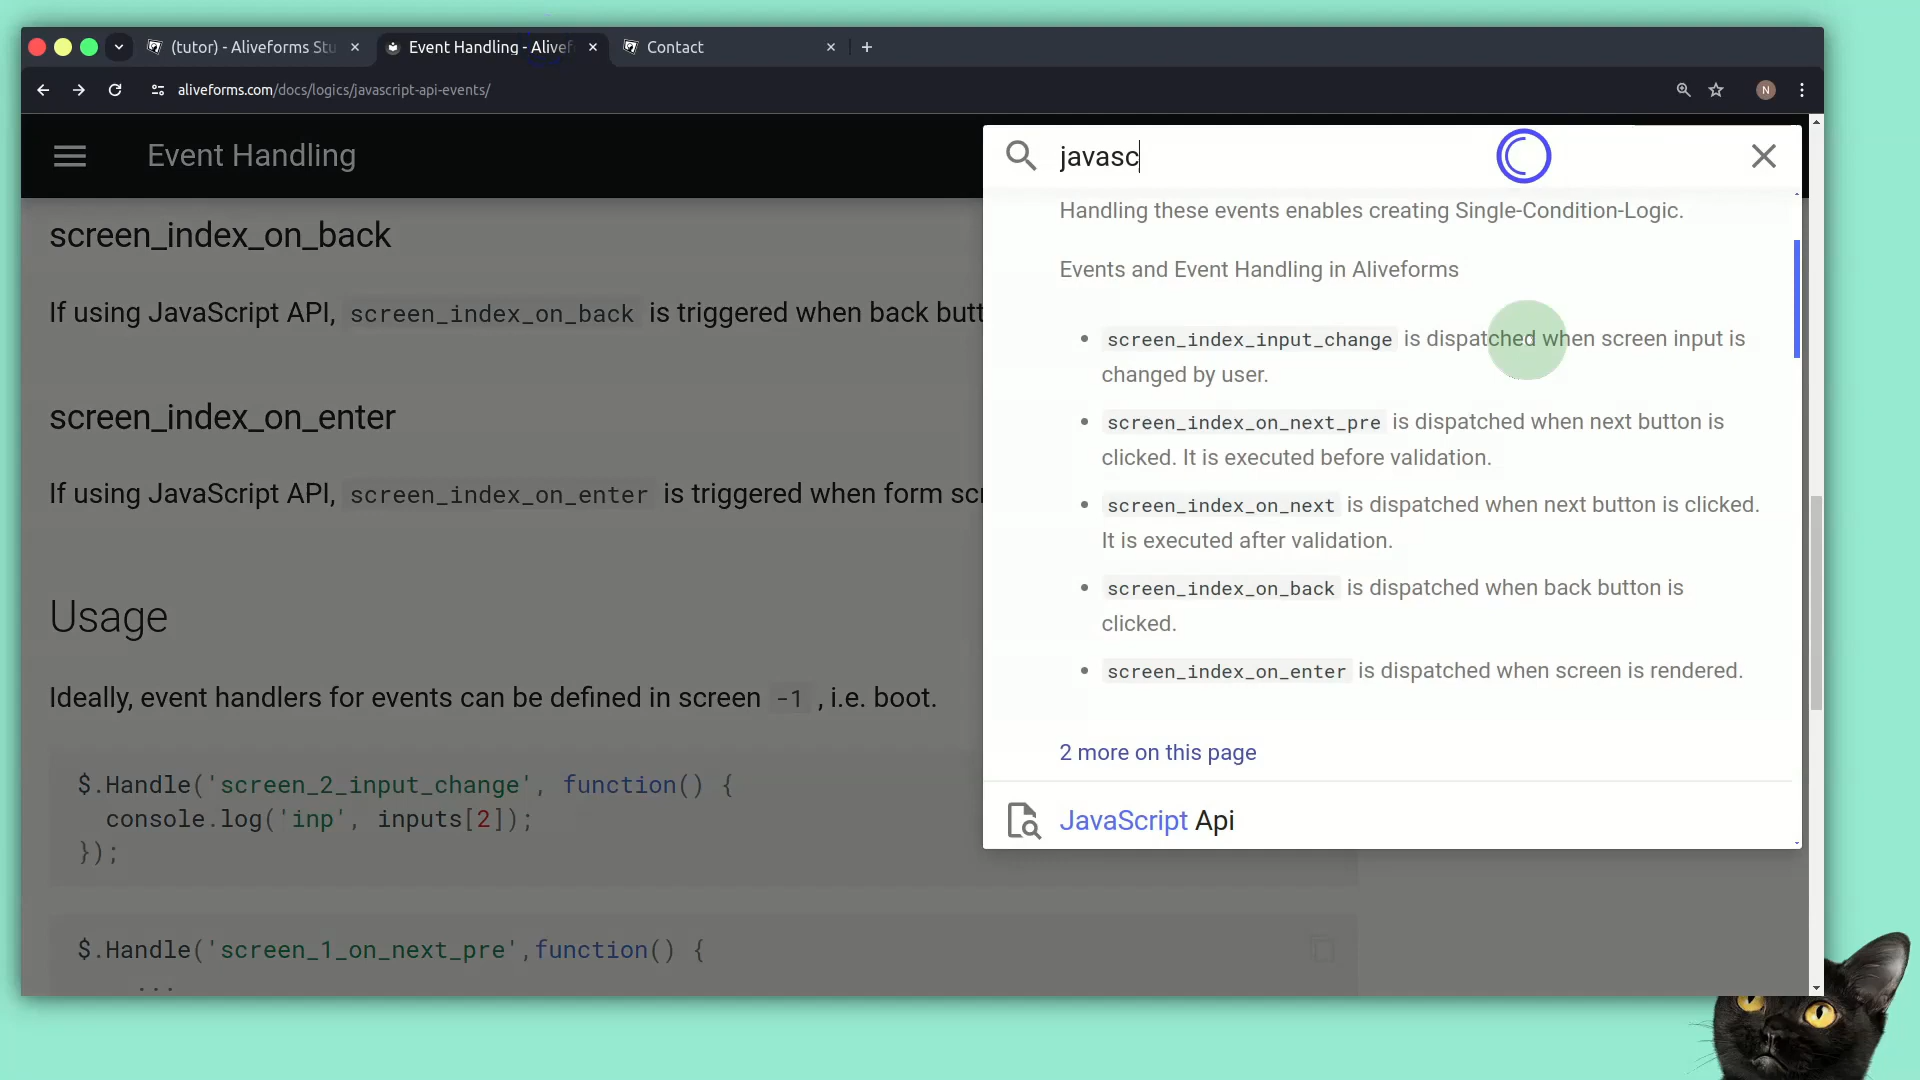 (tutor) - Aliveforms Stu
Event Handling - Alivef
Contact
aliveforms.com/docs/logics/javascript-api-events/
N
Event Handling
javasc
screen_index_on_back
If using JavaScript API, screen_index_on_back is triggered when back butt
screen_index_on_enter
If using JavaScript API, screen_index_on_enter is triggered when form scr
Usage
Ideally, event handlers for events can be defined in screen -1 , i.e. boot.
$.Handle('screen_2_input_change', function() {
console.log('inp', inputs[2]);
});
$.Handle('screen_1_on_next_pre',function() {
...
Handling these events enables creating Single-Condition-Logic.
Events and Event Handling in Aliveforms
screen_index_input_change is dispatched when screen input is
changed by user.
screen_index_on_next_pre is dispatched when next button is
clicked. It is executed before validation.
screen_index_on_next is dispatched when next button is clicked.
It is executed after validation.
screen_index_on_back is dispatched when back button is
clicked.
screen_index_on_enter is dispatched when screen is rendered.
2 more on this page
JavaScript Api